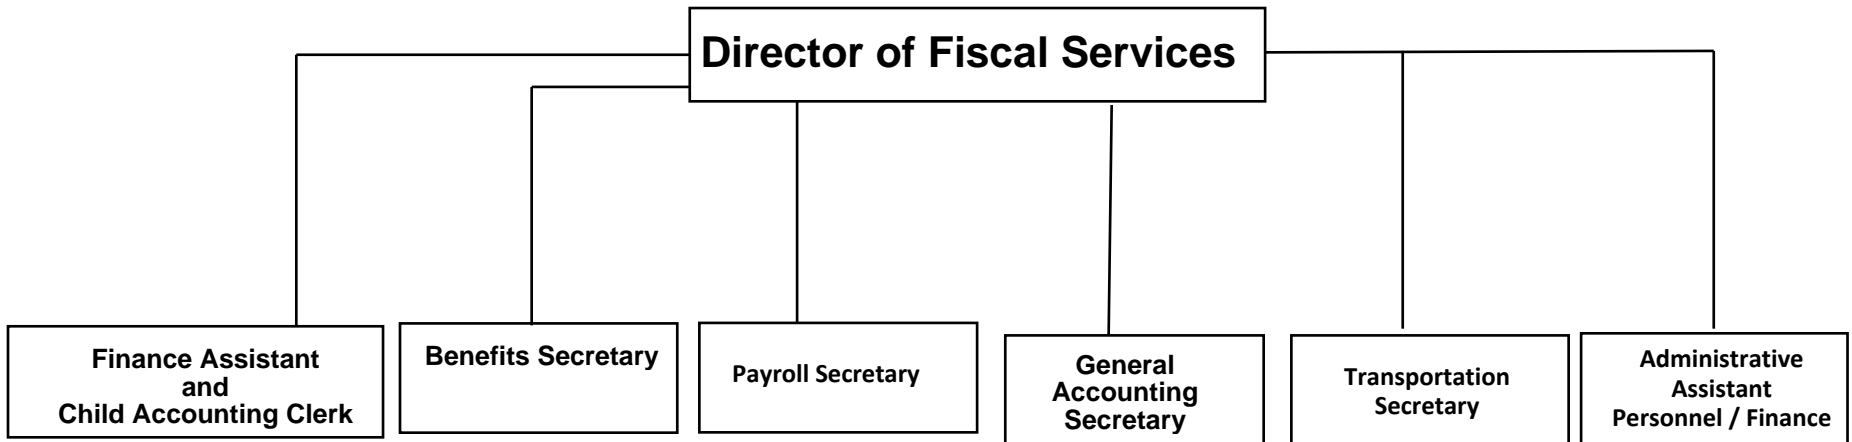 Director of Fiscal Services
Finance Assistant
and
Child Accounting Clerk
Benefits Secretary
Payroll Secretary
General
Accounting
Secretary
Transportation
Secretary
Administrative
Assistant
Personnel / Finance